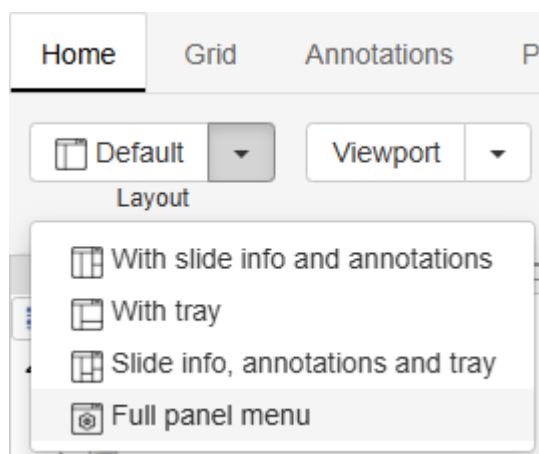 Home Grid Annotations P
Default Viewport
Layout
With slide info and annotations
With tray
Slide info, annotations and tray
Full panel menu